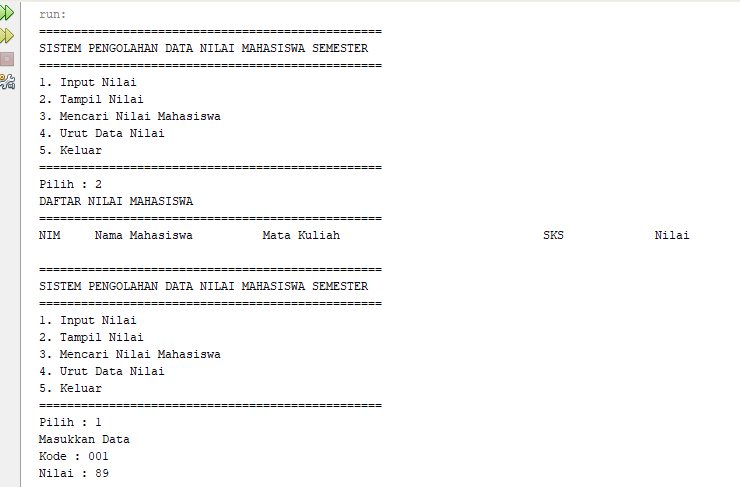 run:
=================================================
SISTEM PENGOLAHAN DATA NILAI MAHASISWA SEMESTER
=================================================
1. Input Nilai
2. Tampil Nilai
3. Mencari Nilai Mahasiswa
4. Urut Data Nilai
5. Keluar
=================================================
Pilih : 2
DAFTAR NILAI MAHASISWA
=================================================
NIM     Nama Mahasiswa          Mata Kuliah                             SKS             Nilai
=================================================
SISTEM PENGOLAHAN DATA NILAI MAHASISWA SEMESTER
=================================================
1. Input Nilai
2. Tampil Nilai
3. Mencari Nilai Mahasiswa
4. Urut Data Nilai
5. Keluar
=================================================
Pilih : 1
Masukkan Data
Kode : 001
Nilai : 89